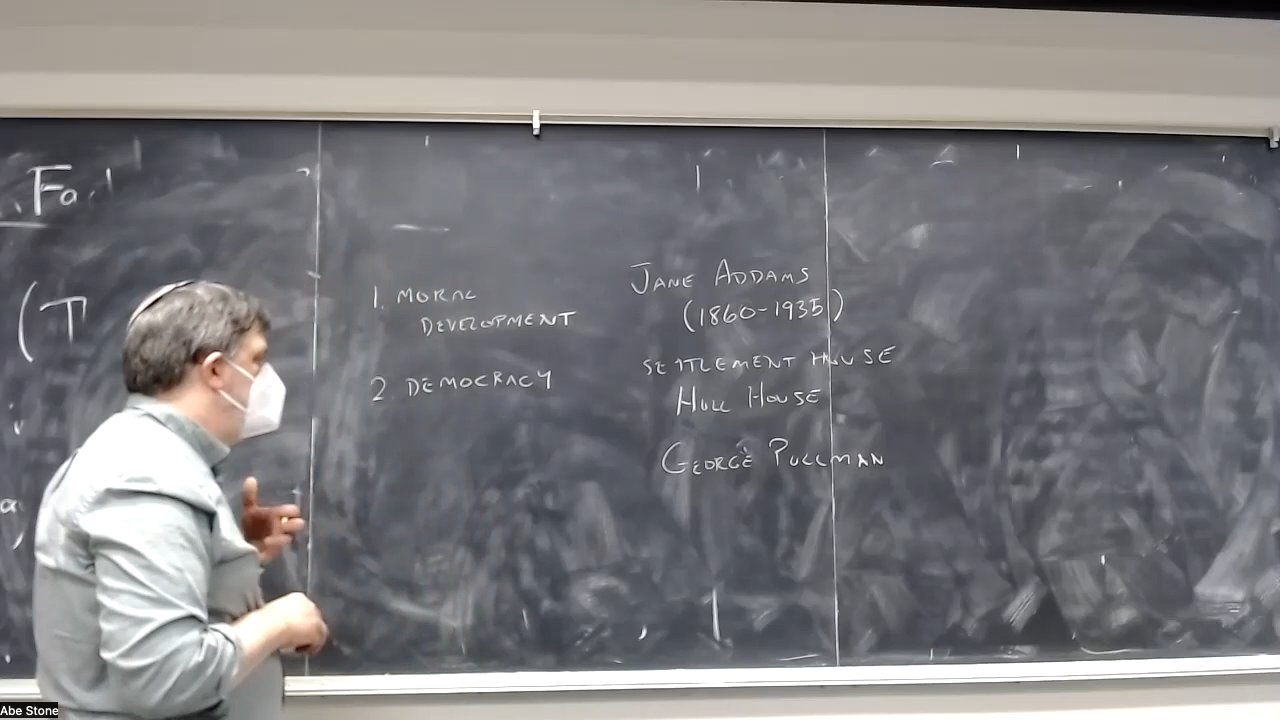 Fa
(T
a
1. MORAL
DEVELOPMENT
2. DEMOCRACY
JANE ADDAMS
(1860-1935)
SETTLEMENT HOUSE
HULL HOUSE
GEORGE PULLMAN
Abe Stone